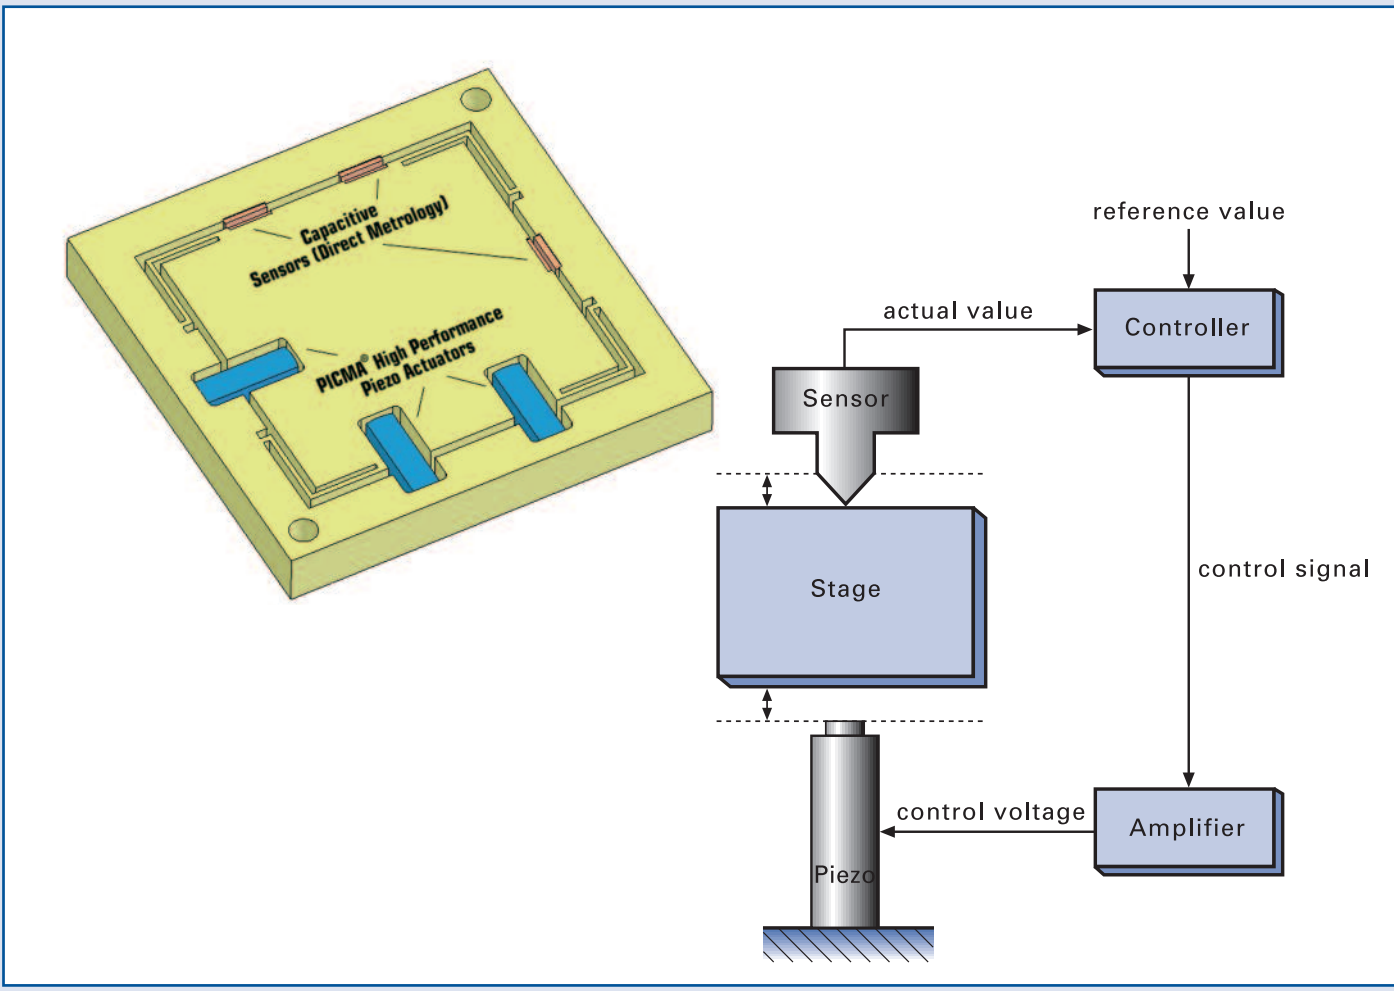 Capacitive
Sensors (Direct Metrology)
PICMA® High Performance
Piezo Actuators
reference value
actual value
Controller
Sensor
control signal
Stage
control voltage
Amplifier
Piezo